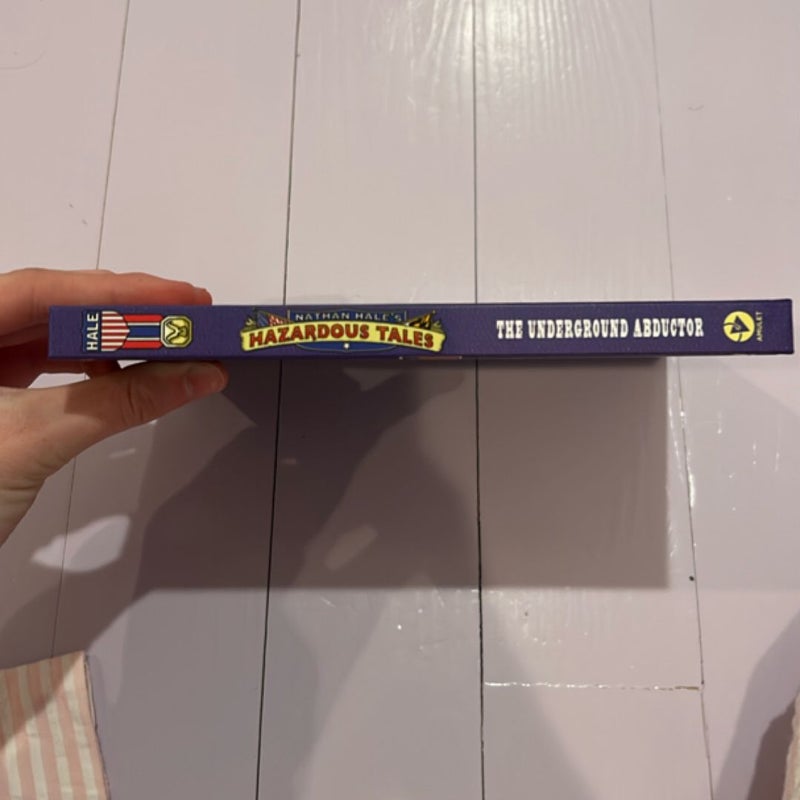 HALE
NATHAN HALE'S
HAZARDOUS TALES
THE UNDERGROUND ABDUCTOR
AMULET